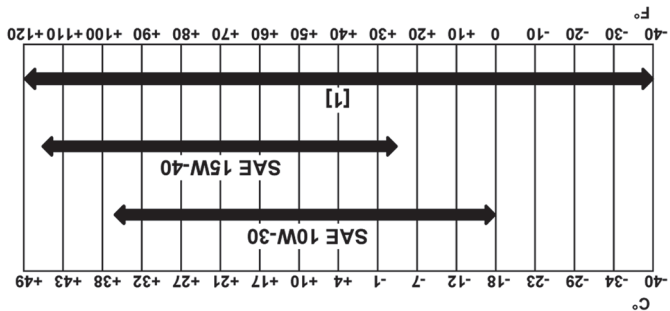 °C
-40 -34 -29 -23 -18 -12 -7 -1 +4 +10 +17 +21 +27 +32 +38 +43 +49
SAE 10W-30
SAE 15W-40
[1]
-40 -30 -20 -10 0 +10 +20 +30 +40 +50 +60 +70 +80 +90 +100 +110 +120
°F